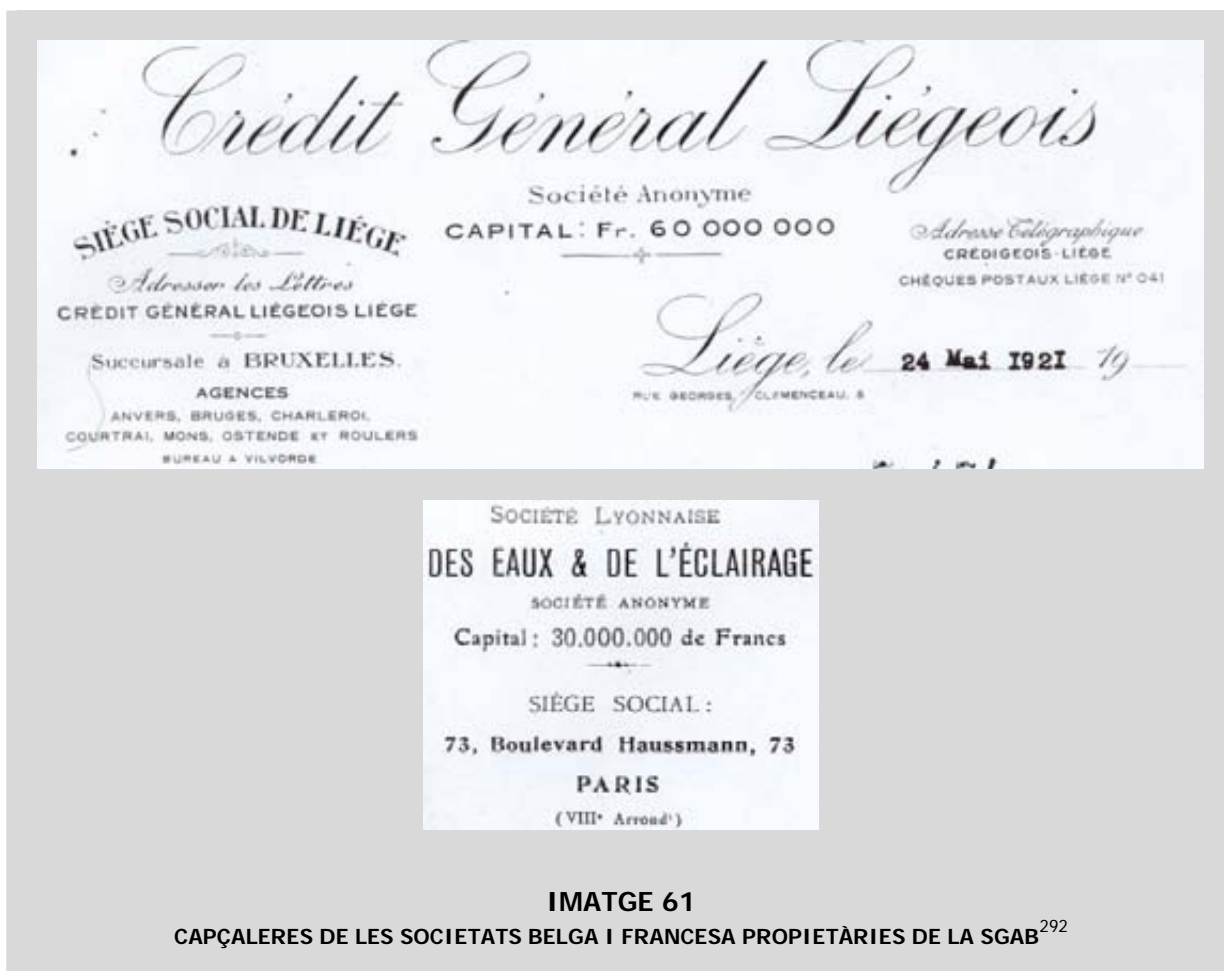 Crédit Général Liégeois
Société Anonyme
CAPITAL: Fr. 60 000 000
SIÈGE SOCIAL DE LIÉGE
Adresser les Lettres
CRÉDIT GÉNÉRAL LIÉGEOIS LIÉGE
Succursale à BRUXELLES.
AGENCES
ANVERS, BRUGES, CHARLEROI,
COURTRAI, MONS, OSTENDE ET ROULERS
BUREAU A VILVORDE
Adresse Télégraphique
CRÉDIGEOIS-LIÉGE
CHÈQUES POSTAUX LIÉGE Nº 041
Liége, le 24 Mai 1921 19
RUE GEORGES CLEMENCEAU,
SOCIÉTÉ LYONNAISE
DES EAUX & DE L'ÉCLAIRAGE
SOCIÉTÉ ANONYME
Capital: 30.000.000 de Francs
SIÈGE SOCIAL:
73, Boulevard Haussmann, 73
PARIS
(VIIIe Arrondt)
IMATGE 61
CAPÇALERES DE LES SOCIETATS BELGA I FRANCESA PROPIETÀRIES DE LA SGAB292